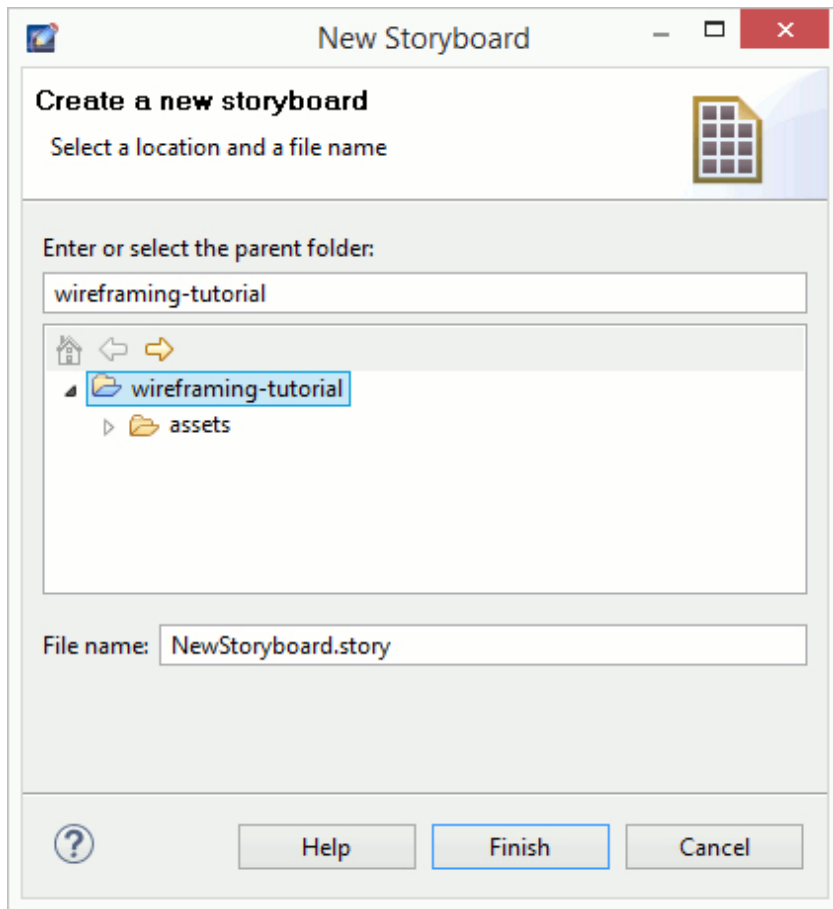 New Storyboard
Create a new storyboard
Select a location and a file name
Enter or select the parent folder:
wireframing-tutorial
wireframing-tutorial
assets
File name: NewStoryboard.story
? Help Finish Cancel